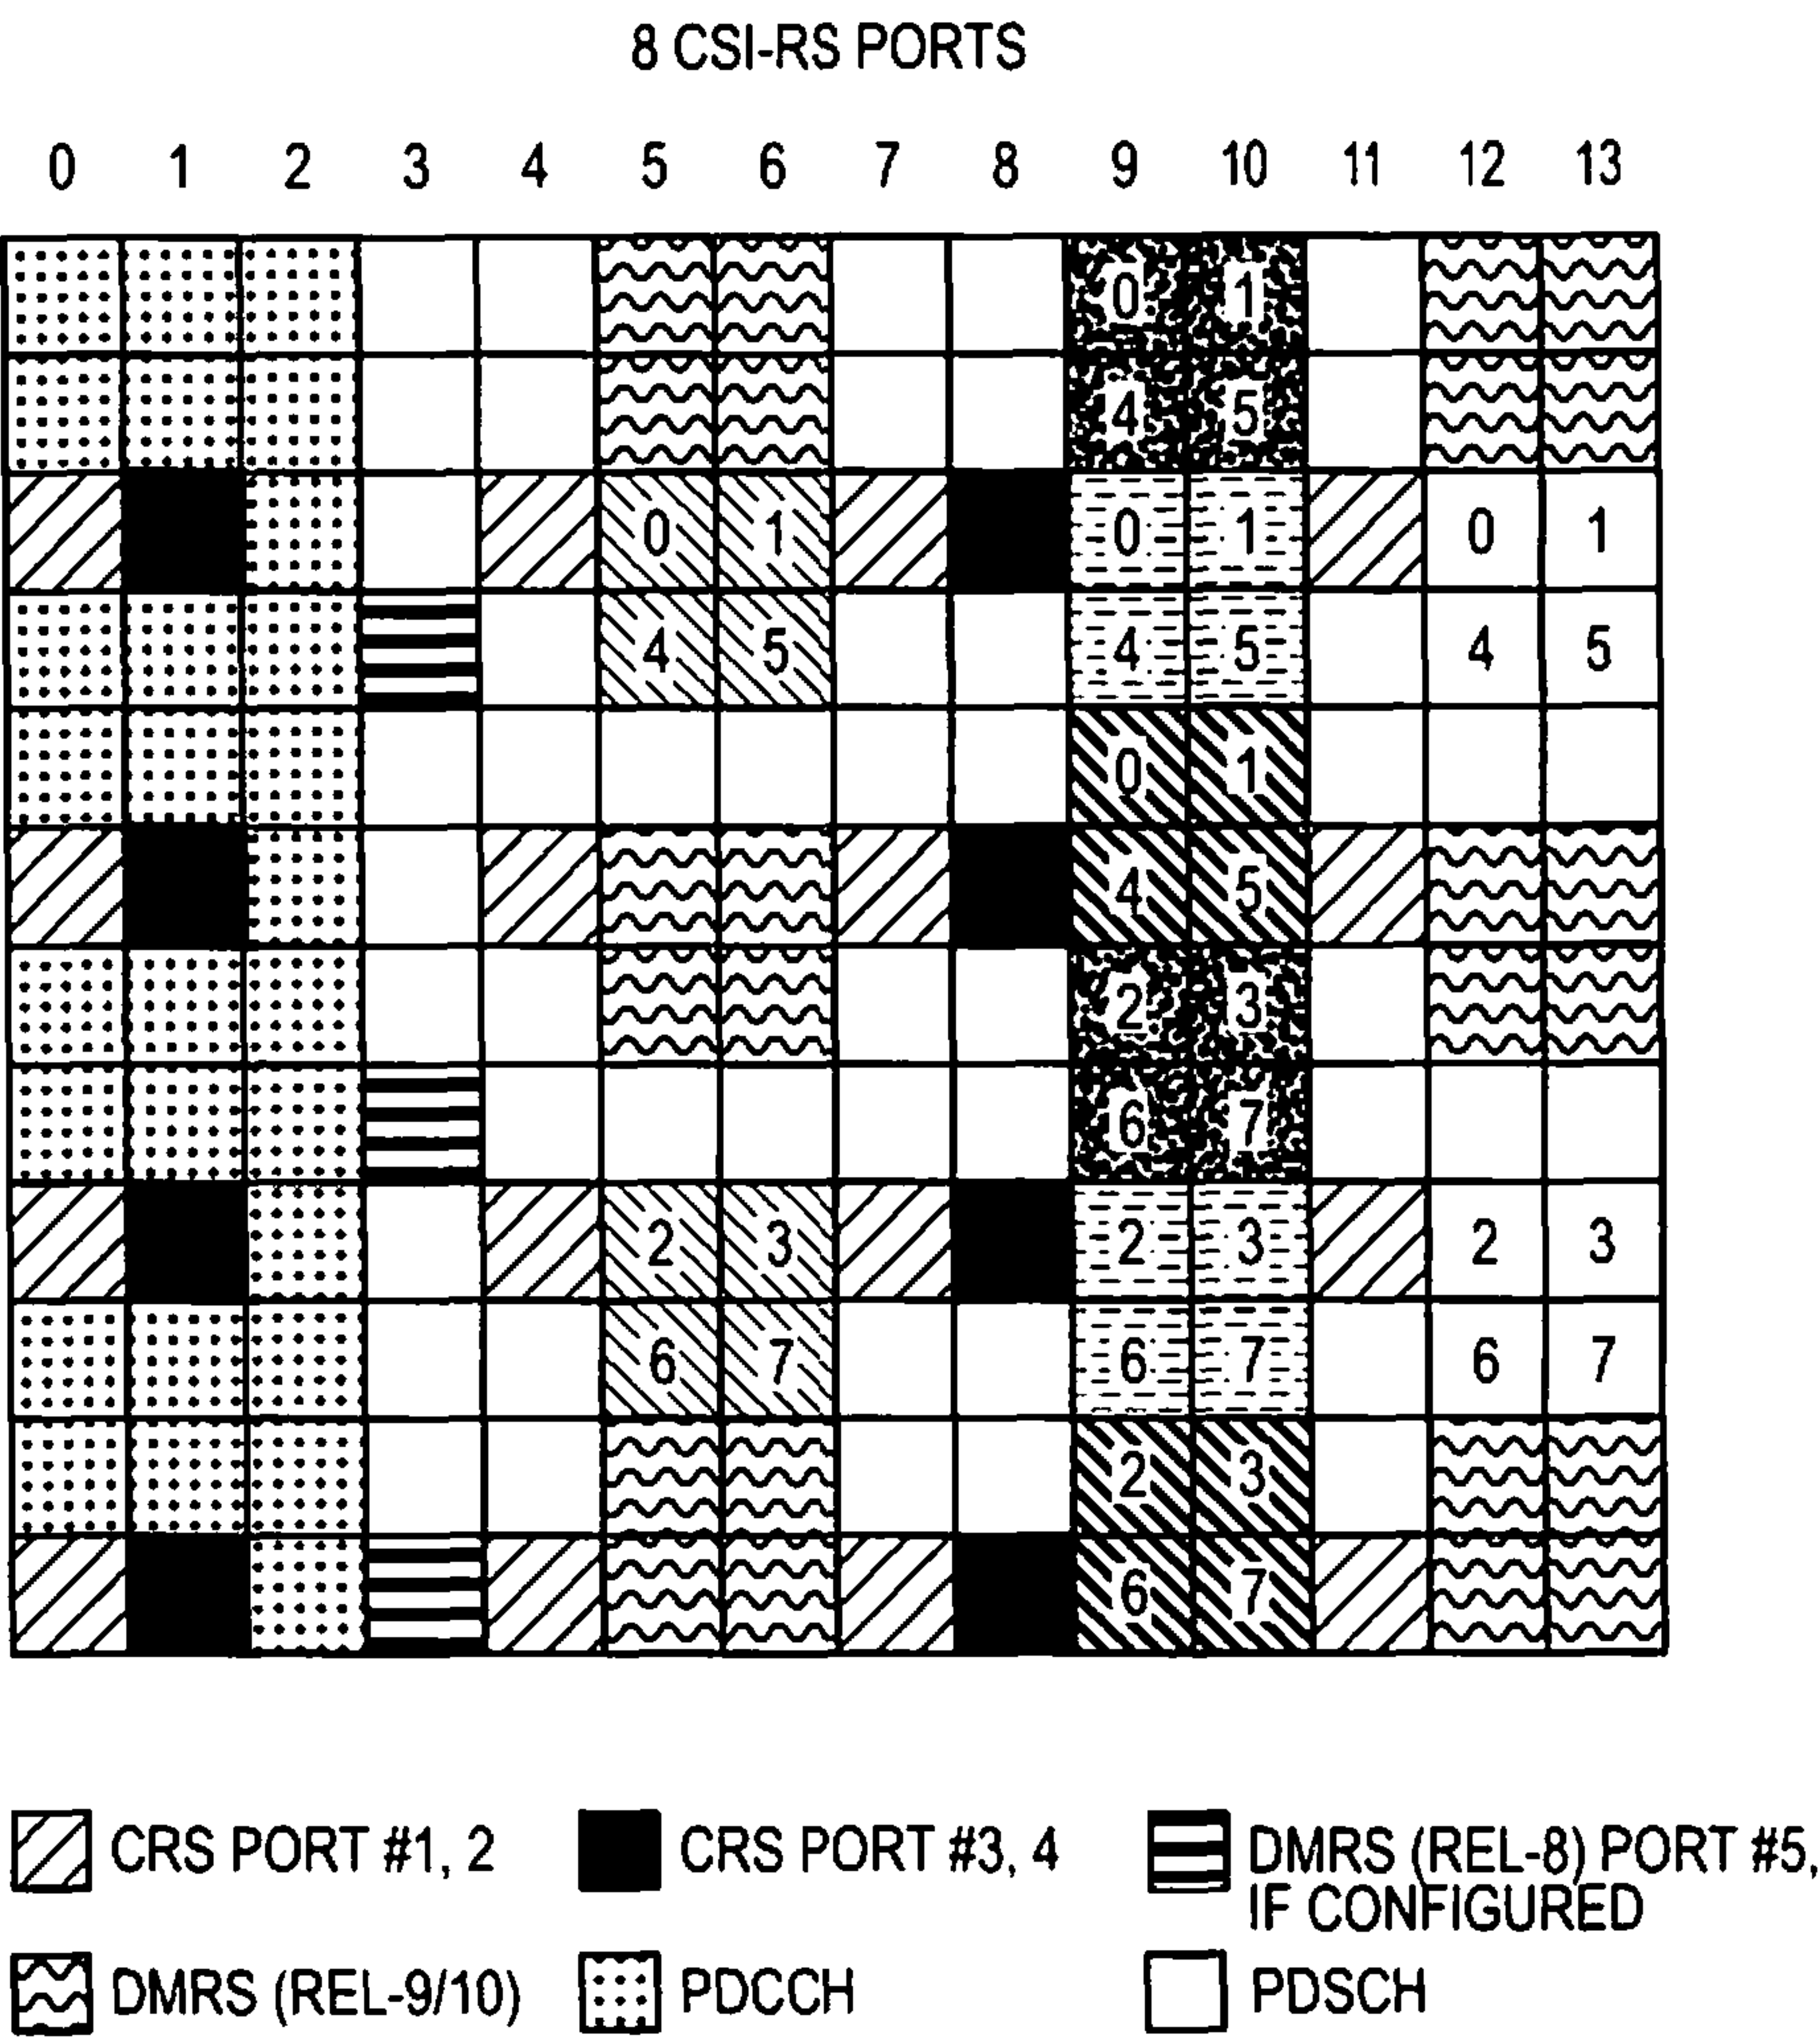 8 CSI-RS PORTS
0 1 2 3 4 5 6 7 8 9 10 11 12 13
0 1
4 5
0 1 0 1 0 1
4 5 4 5 4 5
0 1
4 5
2 3
6 7
2 3 2 3 2 3
6 7 6 7 6 7
2 3
6 7
CRS PORT #1, 2
CRS PORT #3, 4
DMRS (REL-8) PORT #5,
IF CONFIGURED
DMRS (REL-9/10)
PDCCH
PDSCH